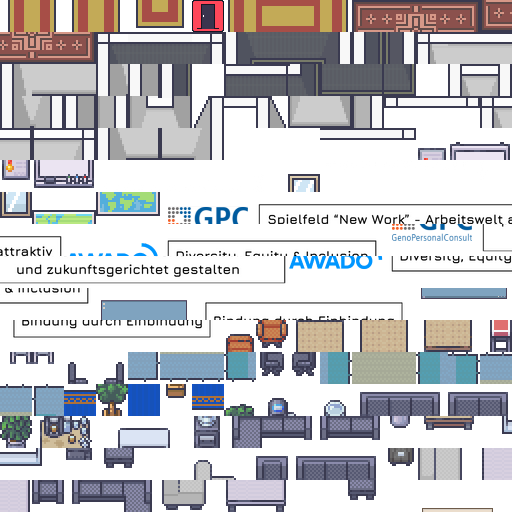 GPC
Spielfeld “New Work” - Arbeitswelt a
GenoPersonalConsult
attraktiv
AWADO
Diversity, Equity & Inclusion
AWADO
Diversity, Equity
und zukunftsgerichtet gestalten
& Inclusion
Bindung durch Einbindung
Bindung durch Einbindung